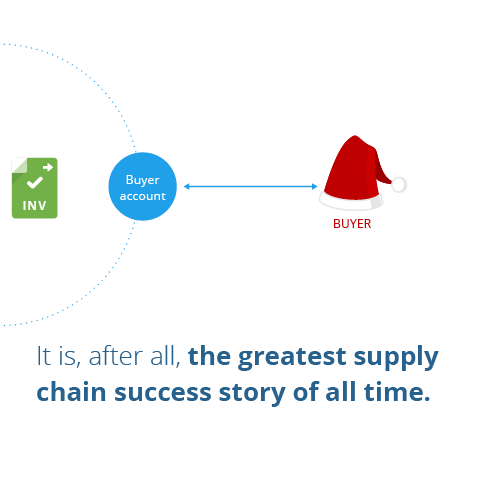 Buyer
account
INV
BUYER
It is, after all, the greatest supply
chain success story of all time.